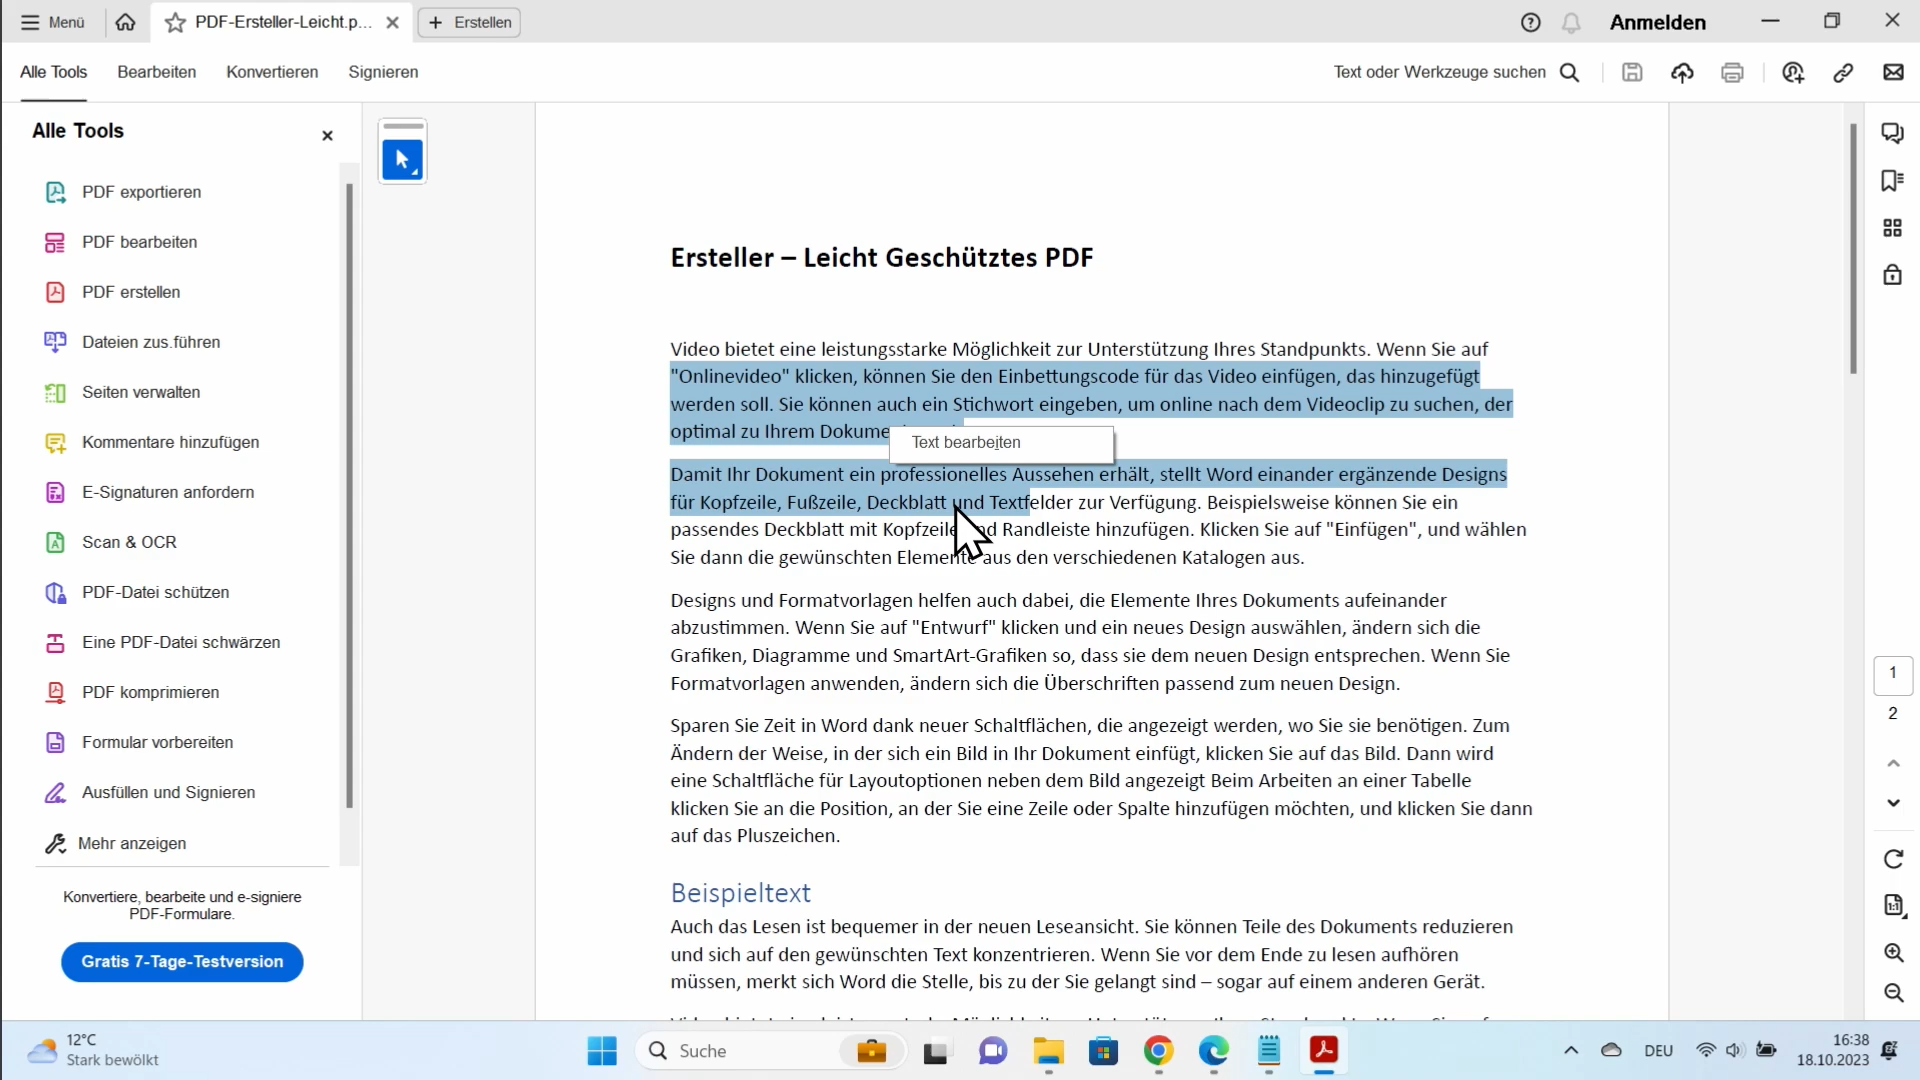 Menü
PDF-Ersteller-Leicht.p...
Erstellen
Anmelden
Alle Tools
Bearbeiten
Konvertieren
Signieren
Text oder Werkzeuge suchen
Alle Tools
PDF exportieren
PDF bearbeiten
PDF erstellen
Dateien zus.führen
Seiten verwalten
Kommentare hinzufügen
E-Signaturen anfordern
Scan & OCR
PDF-Datei schützen
Eine PDF-Datei schwärzen
PDF komprimieren
Formular vorbereiten
Ausfüllen und Signieren
Mehr anzeigen
Konvertiere, bearbeite und e-signiere
PDF-Formulare.
Gratis 7-Tage-Testversion
Ersteller – Leicht Geschütztes PDF
Video bietet eine leistungsstarke Möglichkeit zur Unterstützung Ihres Standpunkts. Wenn Sie auf
"Onlinevideo" klicken, können Sie den Einbettungscode für das Video einfügen, das hinzugefügt
werden soll. Sie können auch ein Stichwort eingeben, um online nach dem Videoclip zu suchen, der
optimal zu Ihrem
Text bearbeiten
Damit Ihr Dokument ein professionelles Aussehen erhält, stellt Word einander ergänzende Designs
für Kopfzeile, Fußzeile, Deckblatt und Textfelder zur Verfügung. Beispielsweise können Sie ein
passendes Deckblatt mit Kopfzeile und Randleiste hinzufügen. Klicken Sie auf "Einfügen", und wählen
Sie dann die gewünschten Elemente aus den verschiedenen Katalogen aus.
Designs und Formatvorlagen helfen auch dabei, die Elemente Ihres Dokuments aufeinander
abzustimmen. Wenn Sie auf "Entwurf" klicken und ein neues Design auswählen, ändern sich die
Grafiken, Diagramme und SmartArt-Grafiken so, dass sie dem neuen Design entsprechen. Wenn Sie
Formatvorlagen anwenden, ändern sich die Überschriften passend zum neuen Design.
Sparen Sie Zeit in Word dank neuer Schaltflächen, die angezeigt werden, wo Sie sie benötigen. Zum
Ändern der Weise, in der sich ein Bild in Ihr Dokument einfügt, klicken Sie auf das Bild. Dann wird
eine Schaltfläche für Layoutoptionen neben dem Bild angezeigt Beim Arbeiten an einer Tabelle
klicken Sie an die Position, an der Sie eine Zeile oder Spalte hinzufügen möchten, und klicken Sie dann
auf das Pluszeichen.
Beispieltext
Auch das Lesen ist bequemer in der neuen Leseansicht. Sie können Teile des Dokuments reduzieren
und sich auf den gewünschten Text konzentrieren. Wenn Sie vor dem Ende zu lesen aufhören
müssen, merkt sich Word die Stelle, bis zu der Sie gelangt sind – sogar auf einem anderen Gerät.
1
2
12°C
Stark bewölkt
Suche
DEU
16:38
18.10.2023